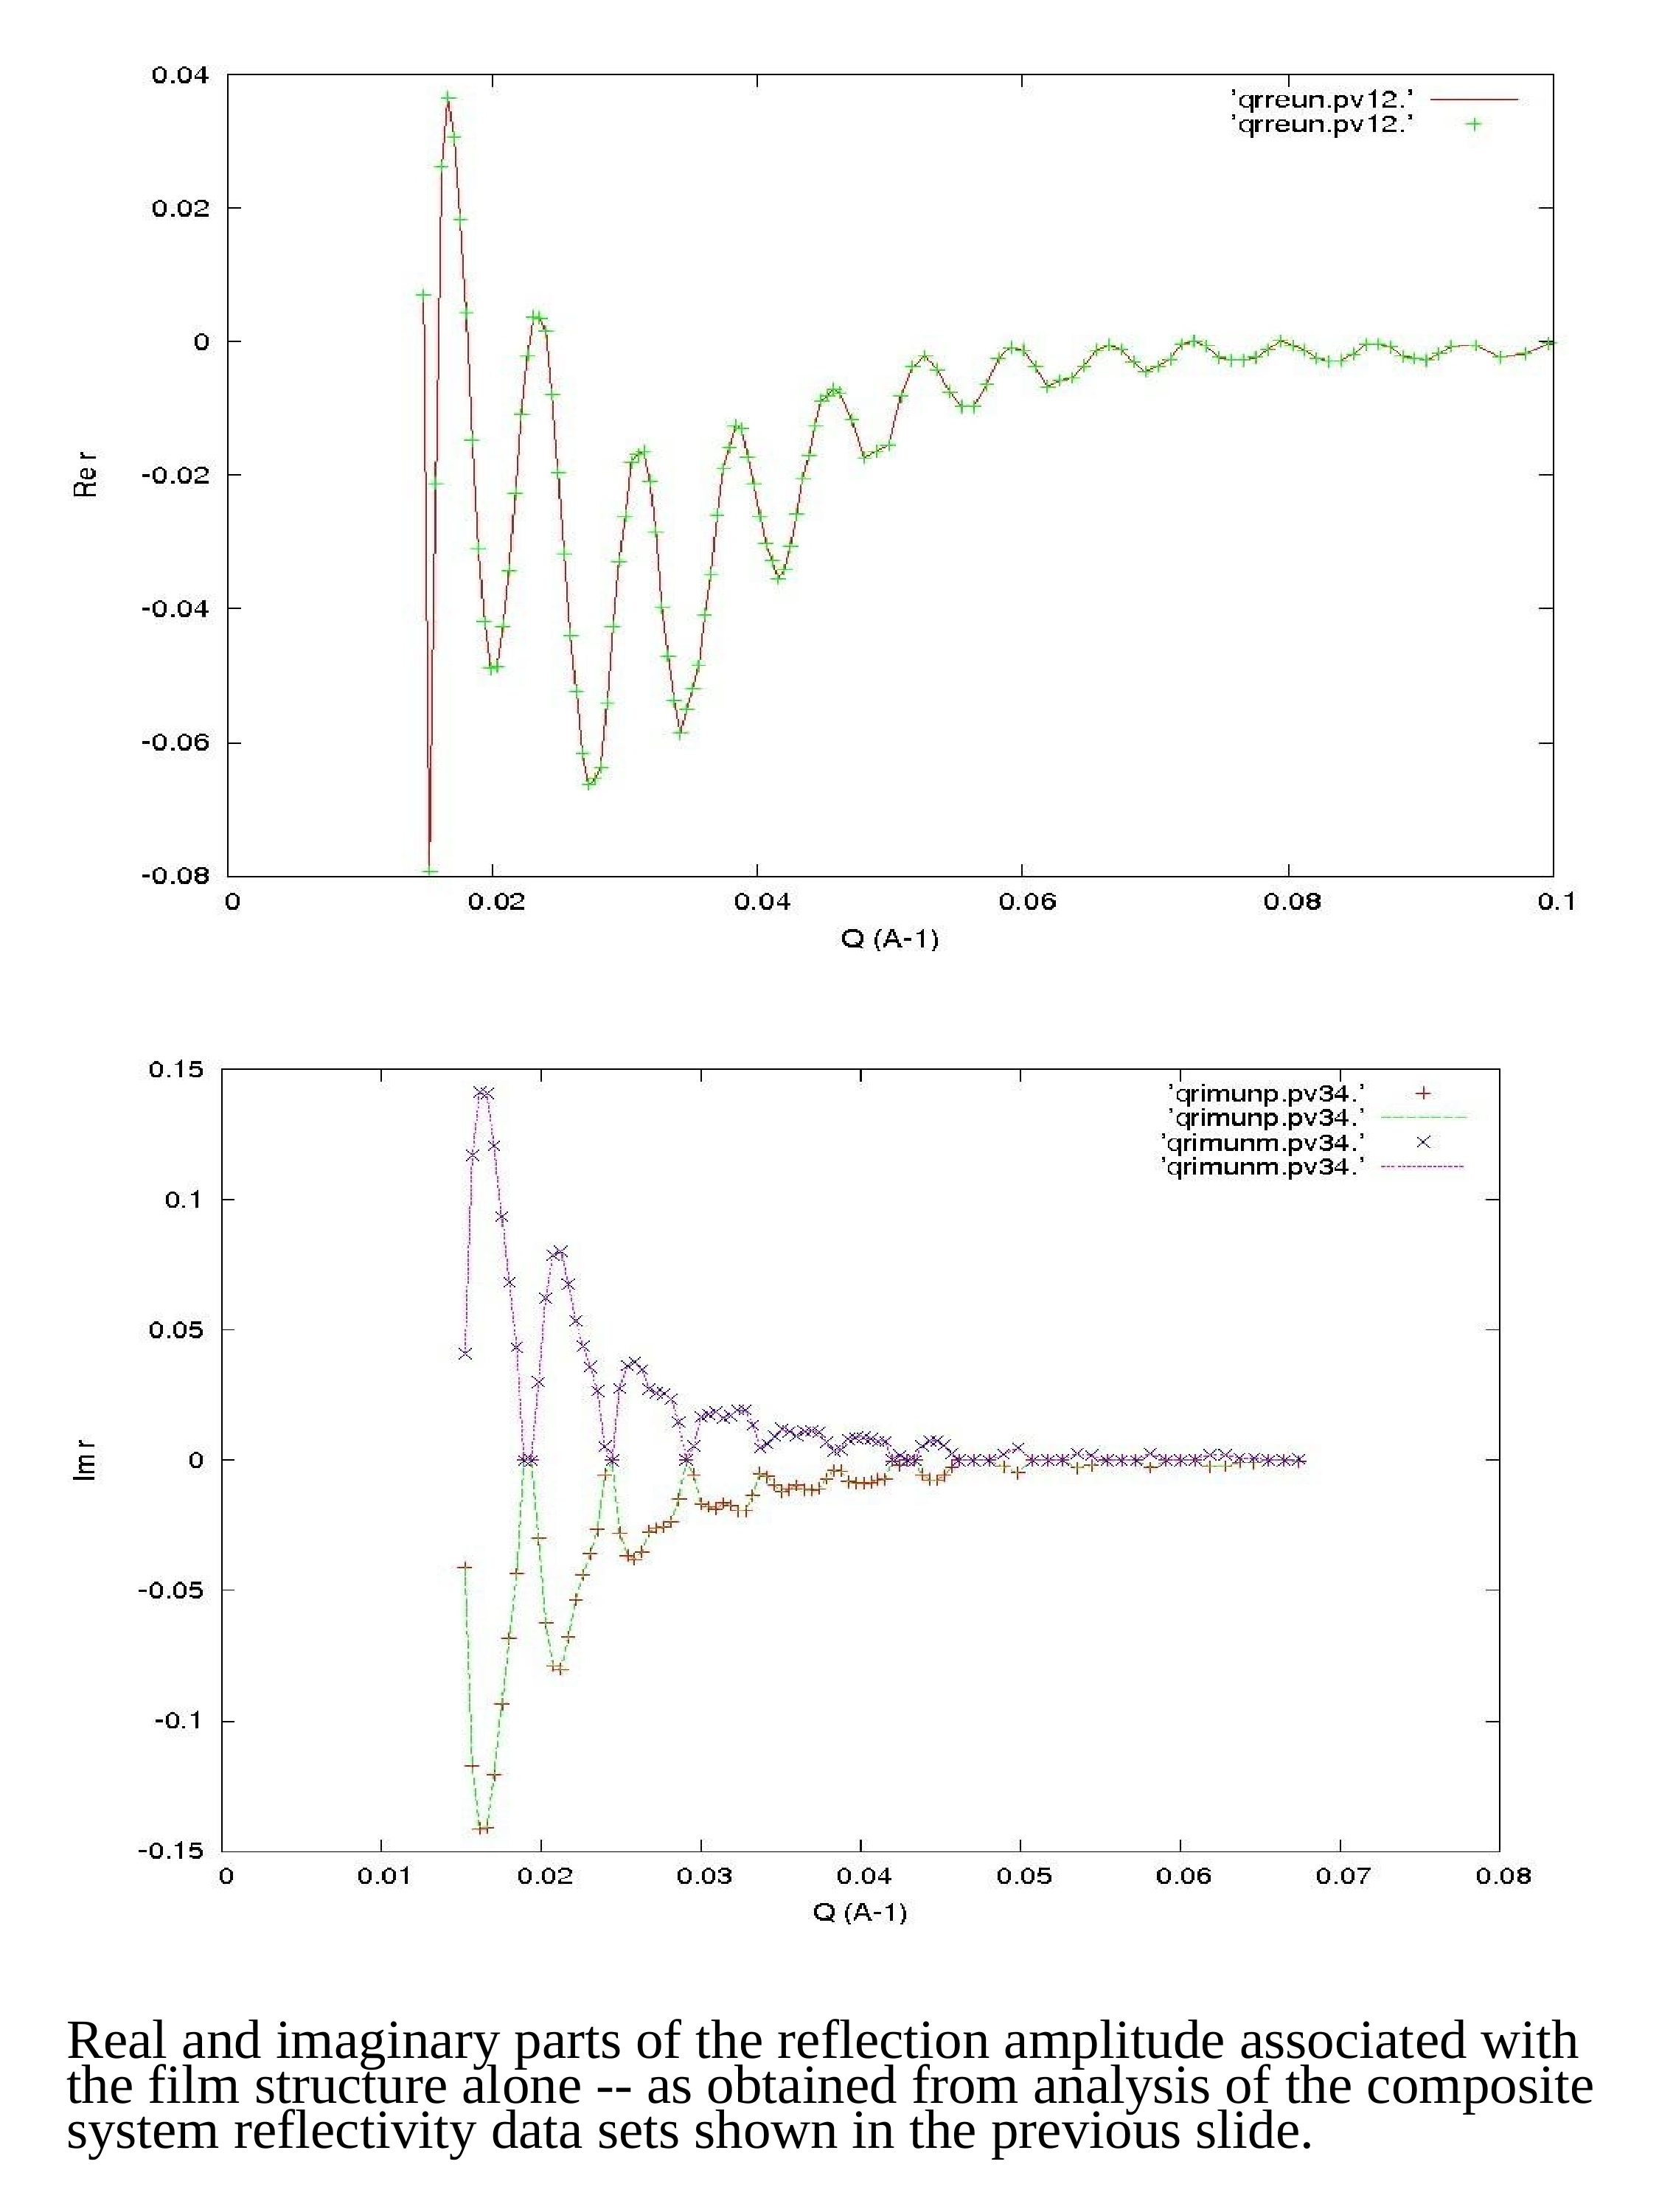 0.04
'qrreun.pv12.'
'qrreun.pv12.'
0.02
0
Re r
-0.02
-0.04
-0.06
-0.08
0 0.02 0.04 0.06 0.08 0.1
Q (A-1)
0.15
'qrimunp.pv34.'
'qrimunp.pv34.'
'qrimunm.pv34.'
'qrimunm.pv34.'
0.1
0.05
0
Im r
-0.05
-0.1
-0.15
0 0.01 0.02 0.03 0.04 0.05 0.06 0.07 0.08
Q (A-1)
Real and imaginary parts of the reflection amplitude associated with
the film structure alone -- as obtained from analysis of the composite
system reflectivity data sets shown in the previous slide.